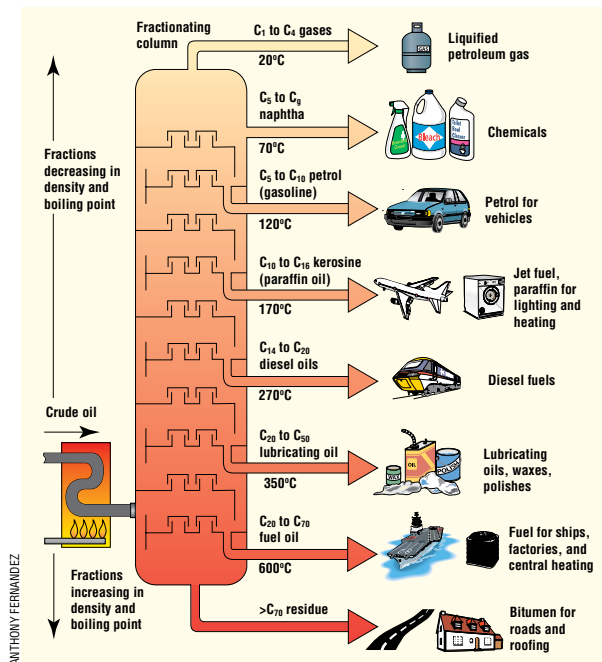 Fractionating
column
C₁ to C₄ gases
20°C
Liquified
petroleum gas
GAS
C₅ to C₉
naphtha
70°C
Bleach
Chemicals
Fractions
decreasing in
density and
boiling point
C₅ to C₁₀ petrol
(gasoline)
120°C
Petrol for
vehicles
C₁₀ to C₁₆ kerosine
(paraffin oil)
170°C
Jet fuel,
paraffin for
lighting and
heating
C₁₄ to C₂₀
diesel oils
270°C
Diesel fuels
Crude oil
C₂₀ to C₅₀
lubricating oil
350°C
OIL
POLISH
Lubricating
oils, waxes,
polishes
C₂₀ to C₇₀
fuel oil
600°C
Fuel for ships,
factories, and
central heating
Fractions
increasing in
density and
boiling point
>C₇₀ residue
Bitumen for
roads and
roofing
NTHONY FERNANDEZ